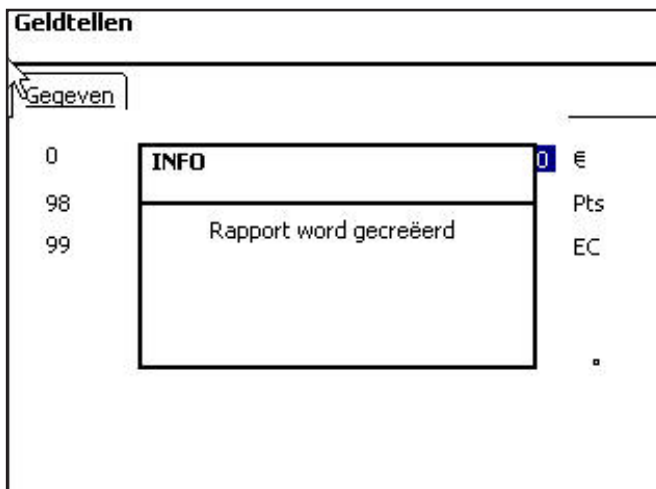 Geldtellen
Gegeven
0 0 €
INFO
98 Pts
Rapport word gecreëerd
99 EC